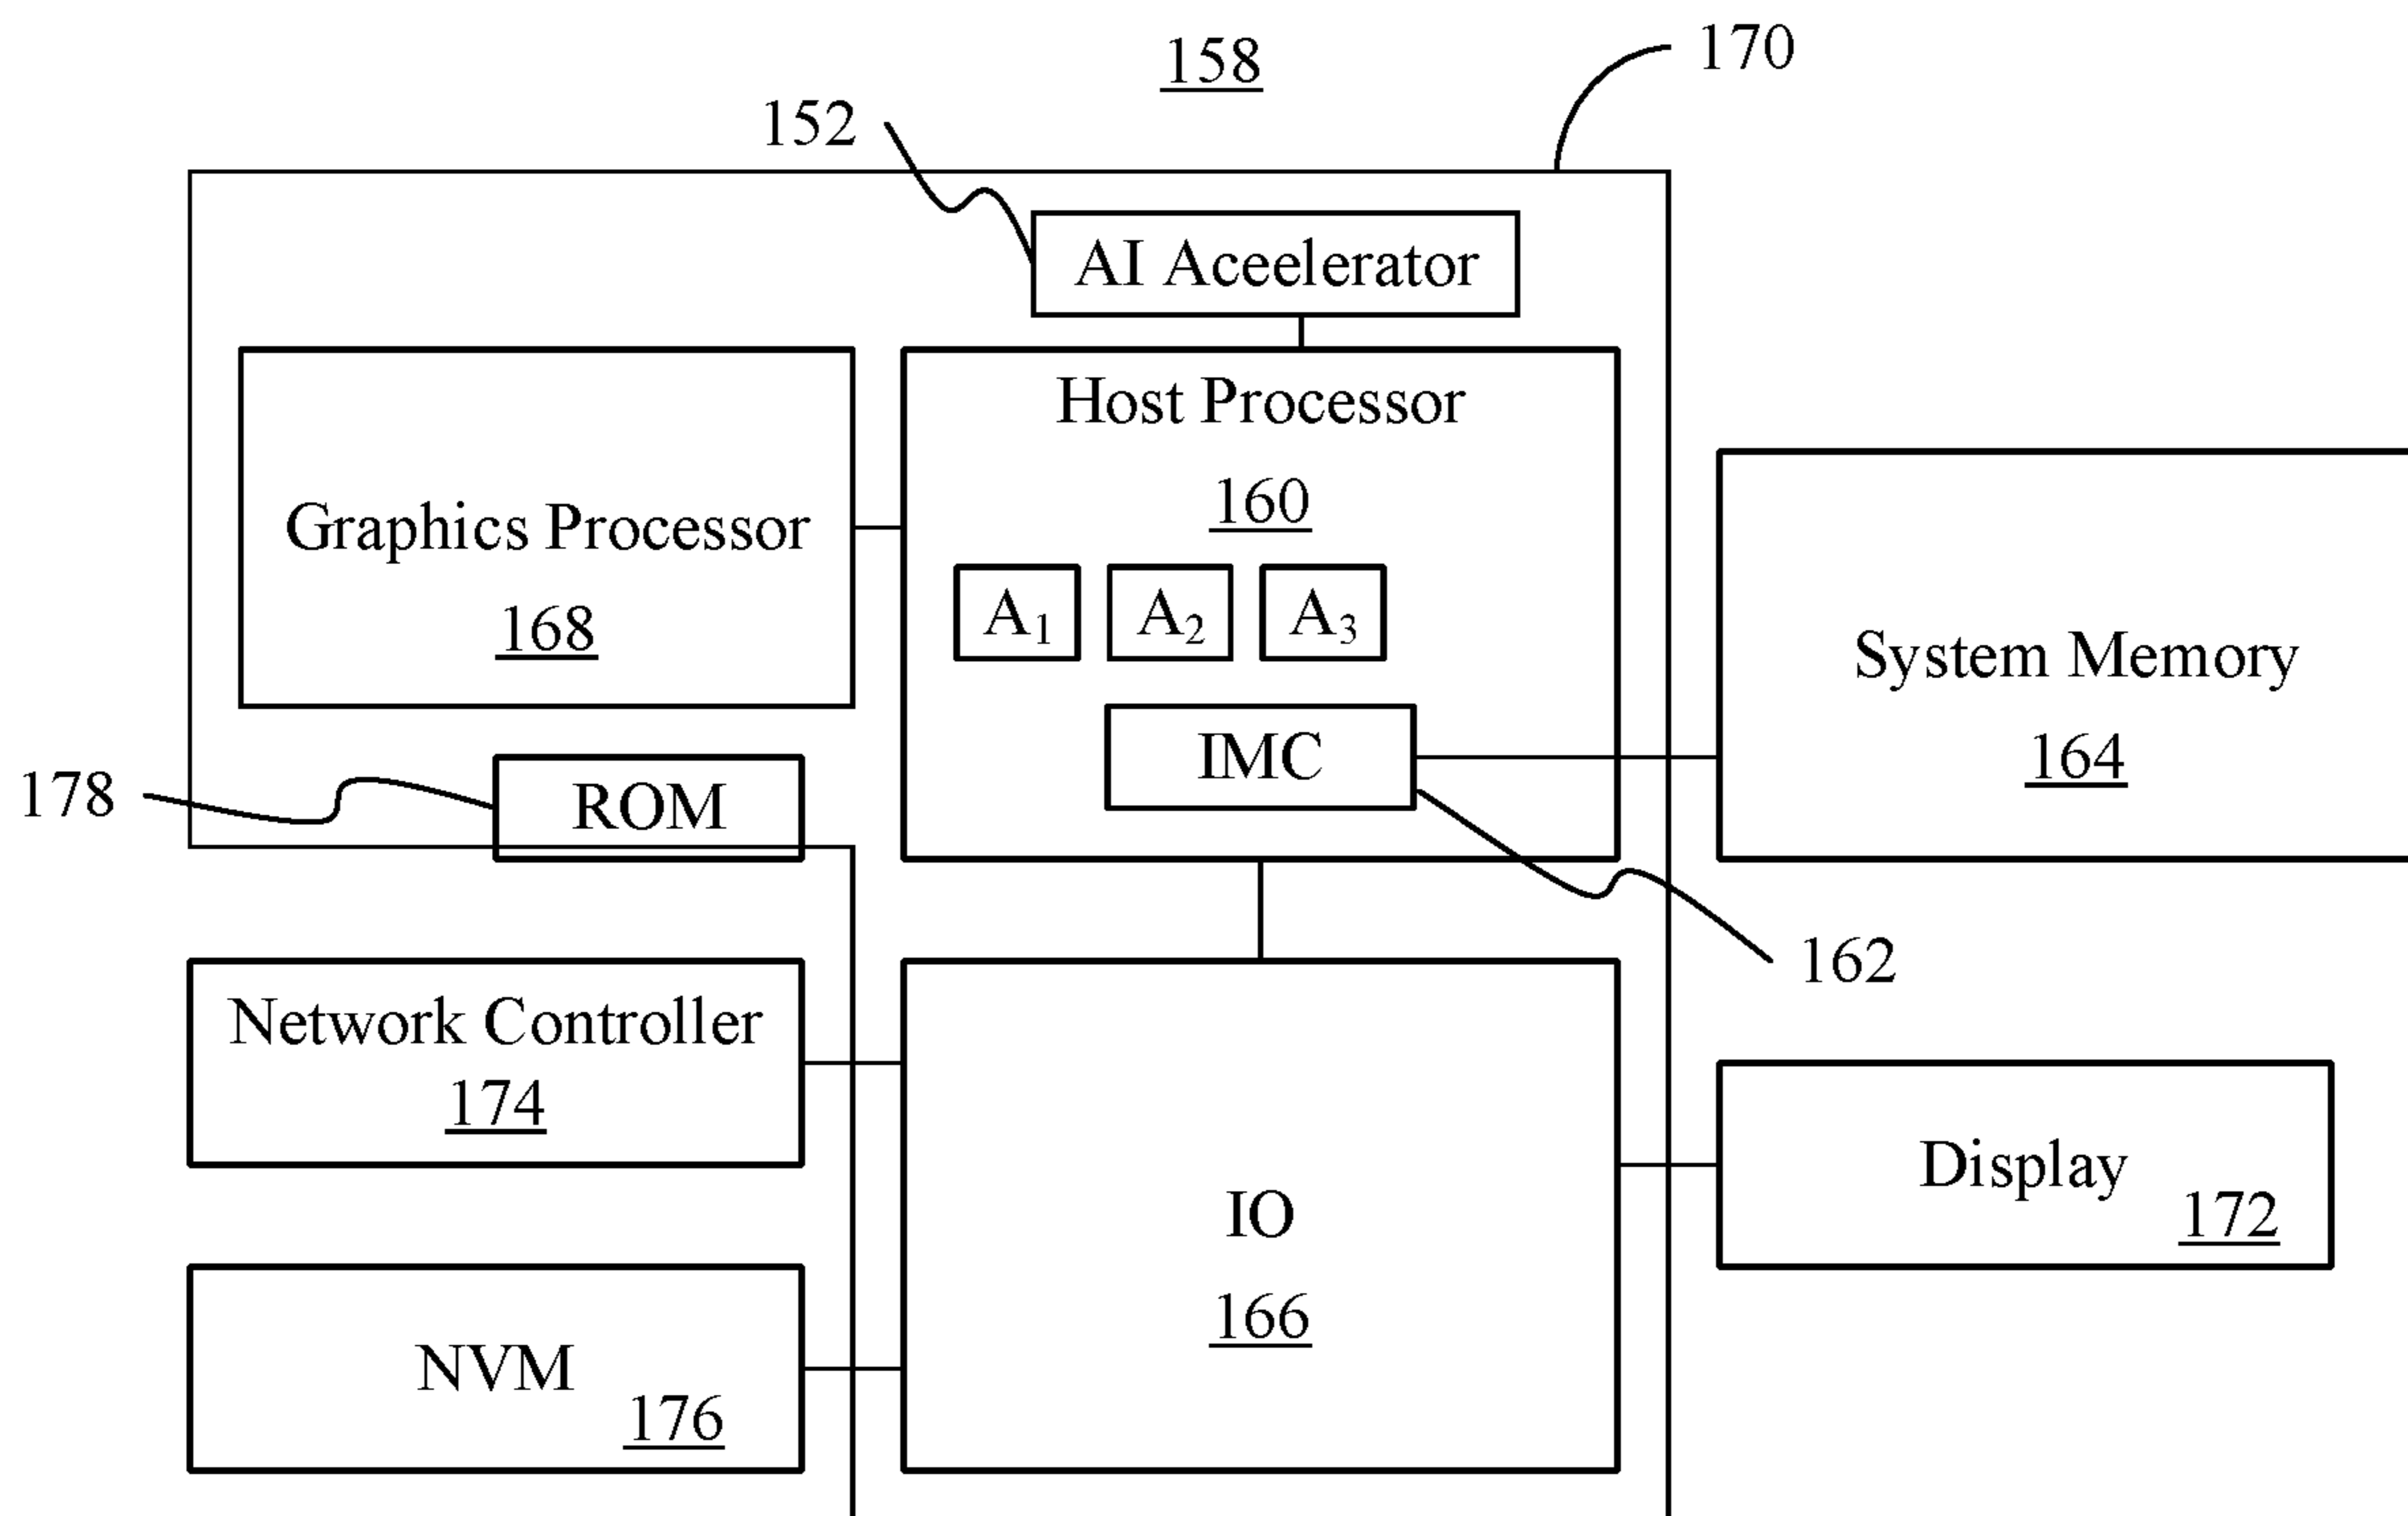 158
170
152
AI Aceelerator
Host Processor
160
Graphics Processor
168
A1
A2
A3
System Memory
164
IMC
178
ROM
162
Network Controller
174
IO
166
Display
172
NVM
176